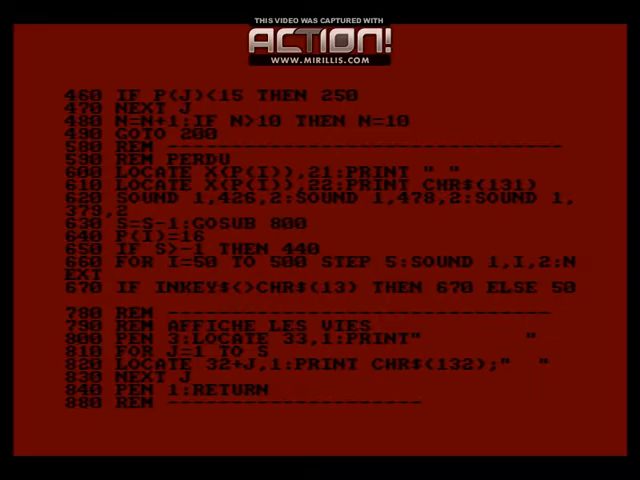 THIS VIDEO WAS CAPTURED WITH
ACTION!
WWW.MIRILLIS.COM
460 IF P(J)<15 THEN 250
470 NEXT J
480 N=N+1:IF N>10 THEN N=10
490 GOTO 200
580 REM -------------------------------
590 REM PERDU
600 LOCATE X(P(I)),21:PRINT " "
610 LOCATE X(P(I)),22:PRINT CHR$(131)
620 SOUND 1,426,2:SOUND 1,478,2:SOUND 1,
379,2
630 S=S-1:GOSUB 800
640 P(I)=16
650 IF S>-1 THEN 440
660 FOR I=50 TO 500 STEP 5:SOUND 1,I,2:N
EXT
670 IF INKEY$<>CHR$(13) THEN 670 ELSE 50
780 REM ------------------------------
790 REM AFFICHE LES VIES
800 PEN 3:LOCATE 33,1:PRINT"        "
810 FOR J=1 TO S
820 LOCATE 32+J,1:PRINT CHR$(132);"  "
830 NEXT J
840 PEN 1:RETURN
880 REM --------------------